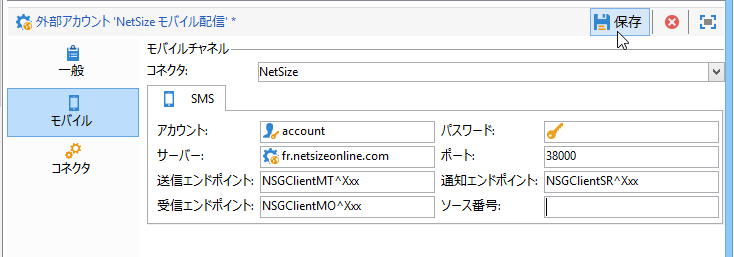 外部アカウント 'NetSize モバイル配信' *
保存
一般
モバイル
コネクタ
モバイルチャネル
コネクタ: NetSize
SMS
アカウント: account パスワード:
サーバー: fr.netsizeonline.com ポート: 38000
送信エンドポイント: NSGClientMT^Xxx 通知エンドポイント: NSGClientSR^Xxx
受信エンドポイント: NSGClientMO^Xxx ソース番号: